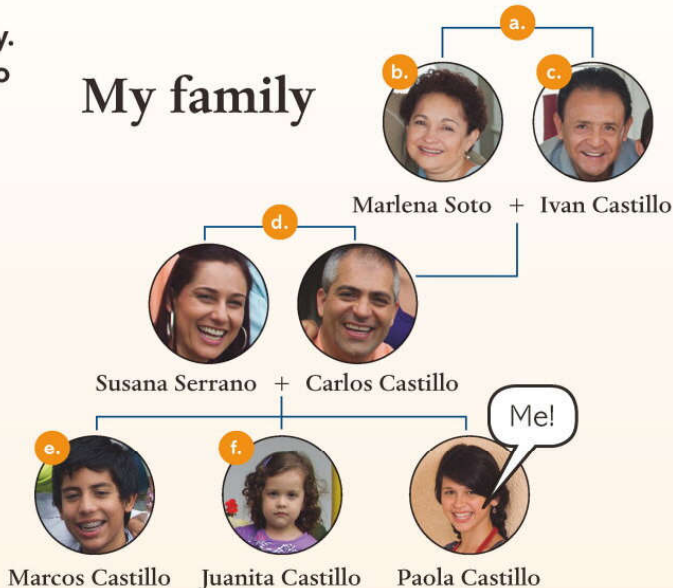 y.
o
My family
a.
b.
c.
Marlena Soto + Ivan Castillo
d.
Susana Serrano + Carlos Castillo
Me!
e.
f.
Marcos Castillo Juanita Castillo Paola Castillo